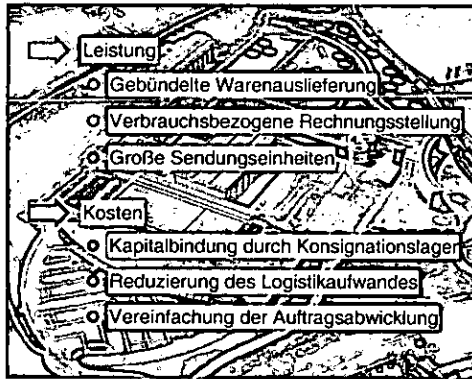 Leistung
Gebündelte Warenauslieferung
Verbrauchsbezogene Rechnungsstellung
Große Sendungseinheiten
Kosten
Kapitalbindung durch Konsignationslager
Reduzierung des Logistikaufwandes
Vereinfachung der Auftragsabwicklung